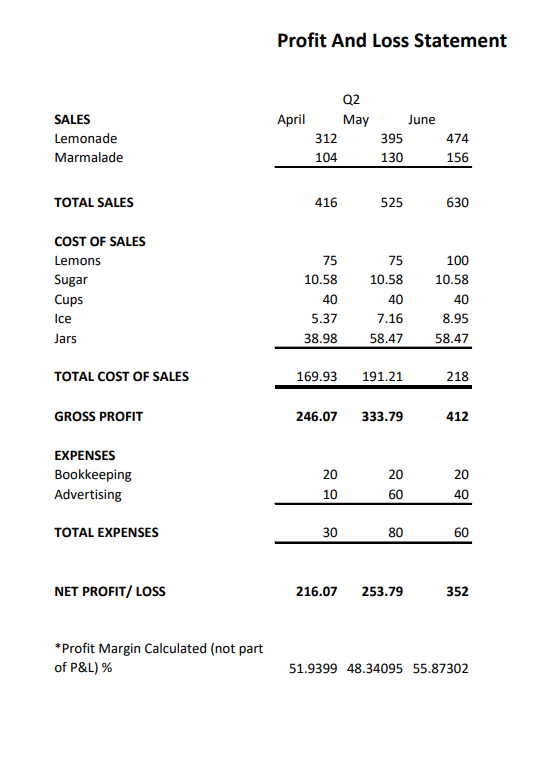 Profit And Loss Statement
Q2
SALES April May June
Lemonade 312 395 474
Marmalade 104 130 156
TOTAL SALES 416 525 630
COST OF SALES
Lemons 75 75 100
Sugar 10.58 10.58 10.58
Cups 40 40 40
Ice 5.37 7.16 8.95
Jars 38.98 58.47 58.47
TOTAL COST OF SALES 169.93 191.21 218
GROSS PROFIT 246.07 333.79 412
EXPENSES
Bookkeeping 20 20 20
Advertising 10 60 40
TOTAL EXPENSES 30 80 60
NET PROFIT/ LOSS 216.07 253.79 352
*Profit Margin Calculated (not part
of P&L) % 51.9399 48.34095 55.87302